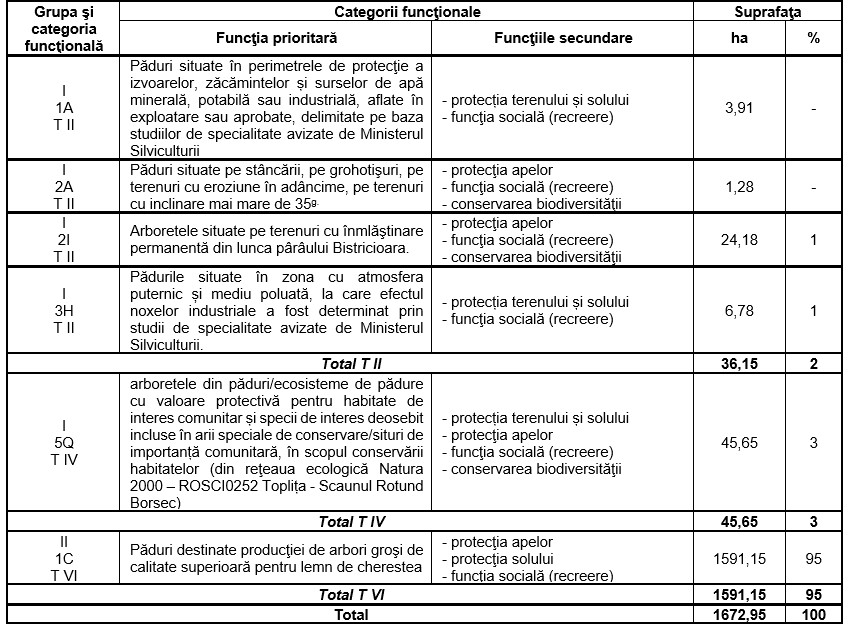 Grupa şi
categoria
funcţională
Categorii funcţionale
Suprafaţa
Funcţia prioritară
Funcţiile secundare
ha
%
I
1A
T II
Păduri situate în perimetrele de protecţie a
izvoarelor, zăcămintelor și surselor de apă
minerală, potabilă sau industrială, aflate în
exploatare sau aprobate, delimitate pe baza
studiilor de specialitate avizate de Ministerul
Silviculturii
- protecția terenului și solului
- funcţia socială (recreere)
3,91
-
I
2A
T II
Păduri situate pe stâncării, pe grohotişuri, pe
terenuri cu eroziune în adâncime, pe terenuri
cu inclinare mai mare de 35g.
- protecţia apelor
- funcţia socială (recreere)
- conservarea biodiversităţii
1,28
-
I
2I
T II
Arboretele situate pe terenuri cu înmlăştinare
permanentă din lunca pârâului Bistricioara.
- protecţia apelor
- funcţia socială (recreere)
- conservarea biodiversităţii
24,18
1
I
3H
T II
Pădurile situate în zona cu atmosfera
puternic și mediu poluată, la care efectul
noxelor industriale a fost determinat prin
studii de specialitate avizate de Ministerul
Silviculturii.
- protecția terenului și solului
- funcţia socială (recreere)
6,78
1
Total T II
36,15
2
I
5Q
T IV
arboretele din păduri/ecosisteme de pădure
cu valoare protectivă pentru habitate de
interes comunitar și specii de interes deosebit
incluse în arii speciale de conservare/situri de
importanță comunitară, în scopul conservării
habitatelor (din reţeaua ecologică Natura
2000 – ROSCI0252 Toplița - Scaunul Rotund
Borsec)
- protecția terenului și solului
- protecţia apelor
- funcţia socială (recreere)
- conservarea biodiversităţii
45,65
3
Total T IV
45,65
3
II
1C
T VI
Păduri destinate producţiei de arbori groşi de
calitate superioară pentru lemn de cherestea
- protecţia apelor
- protecţia solului
- funcţia socială (recreere)
1591,15
95
Total T VI
1591,15
95
Total
1672,95
100